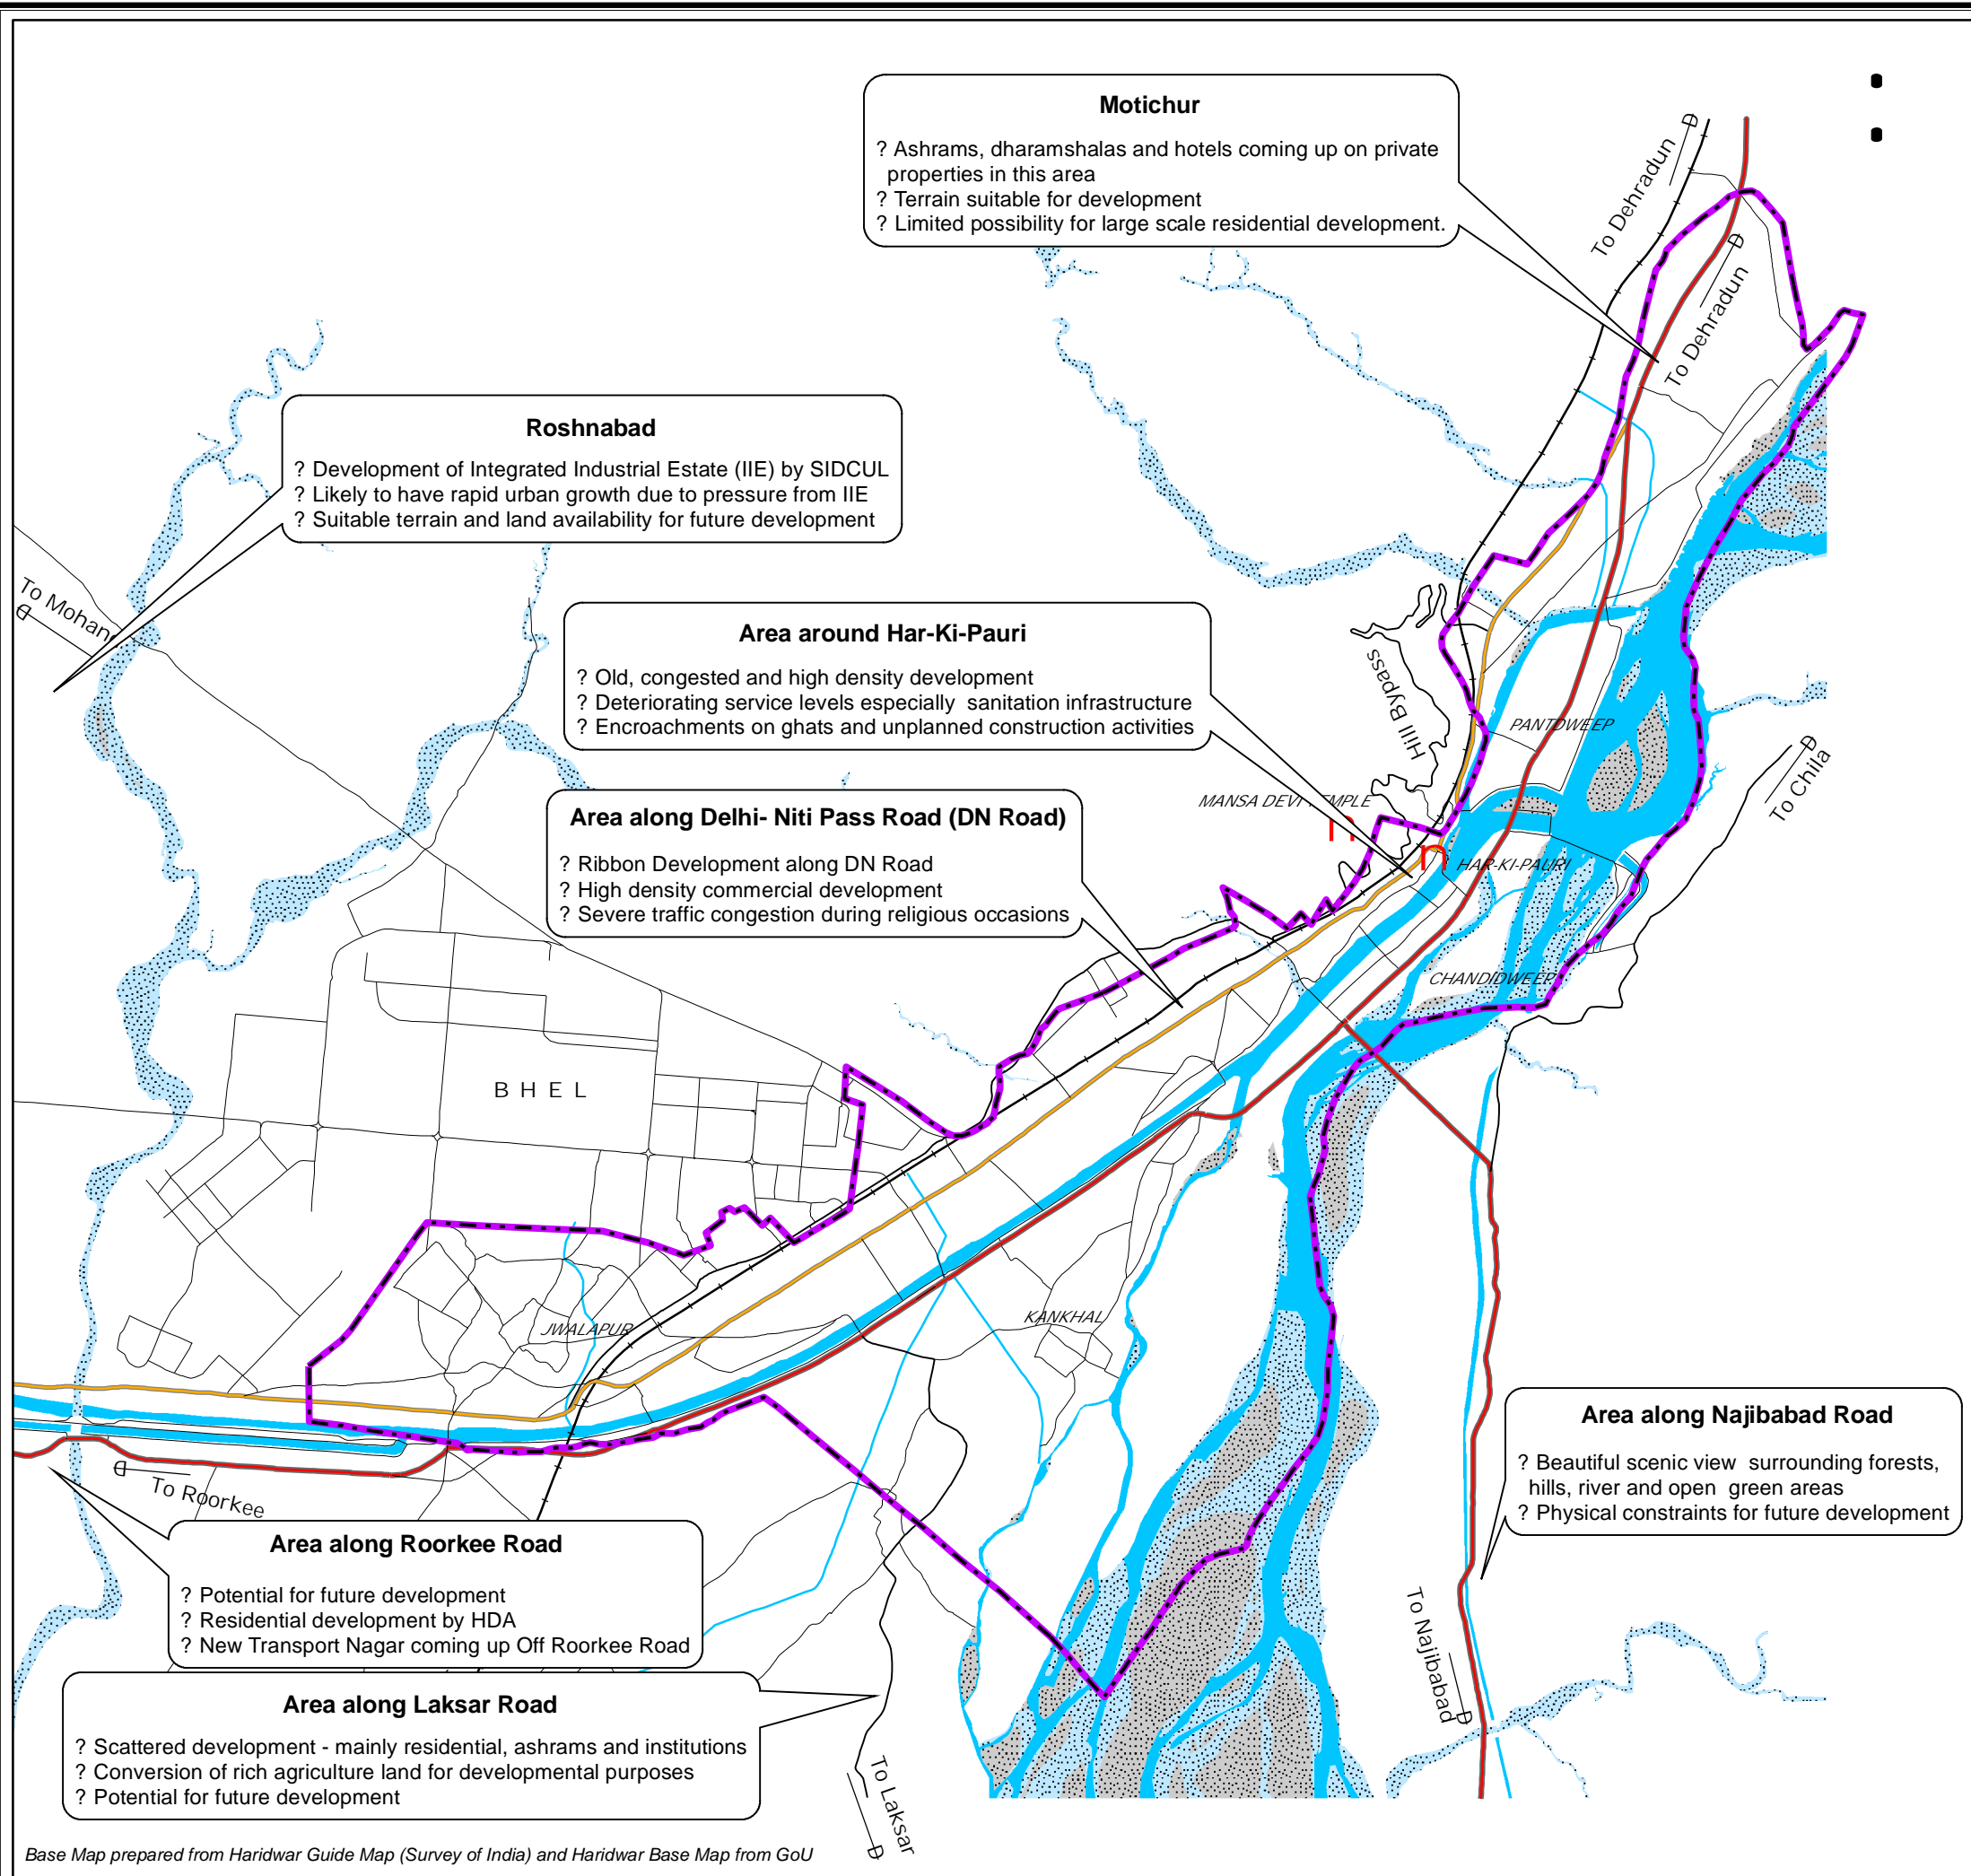 Motichur
? Ashrams, dharamshalas and hotels coming up on private
properties in this area
? Terrain suitable for development
? Limited possibility for large scale residential development.
To Dehradun
To Dehradun
Roshnabad
? Development of Integrated Industrial Estate (IIE) by SIDCUL
? Likely to have rapid urban growth due to pressure from IIE
? Suitable terrain and land availability for future development
To Mohan
Area around Har-Ki-Pauri
? Old, congested and high density development
? Deteriorating service levels especially sanitation infrastructure
? Encroachments on ghats and unplanned construction activities
Hill Bypass
PANTDWEEP
To Chila
MANSA DEVI TEMPLE
n
n
HAR-KI-PAURI
Area along Delhi- Niti Pass Road (DN Road)
? Ribbon Development along DN Road
? High density commercial development
? Severe traffic congestion during religious occasions
CHANDIDWEEP
BHEL
JWALAPUR
KANKHAL
Area along Najibabad Road
? Beautiful scenic view surrounding forests,
hills, river and open green areas
? Physical constraints for future development
To Roorkee
Area along Roorkee Road
? Potential for future development
? Residential development by HDA
? New Transport Nagar coming up Off Roorkee Road
To Najibabad
Area along Laksar Road
? Scattered development - mainly residential, ashrams and institutions
? Conversion of rich agriculture land for developmental purposes
? Potential for future development
To Laksar
Base Map prepared from Haridwar Guide Map (Survey of India) and Haridwar Base Map from GoU